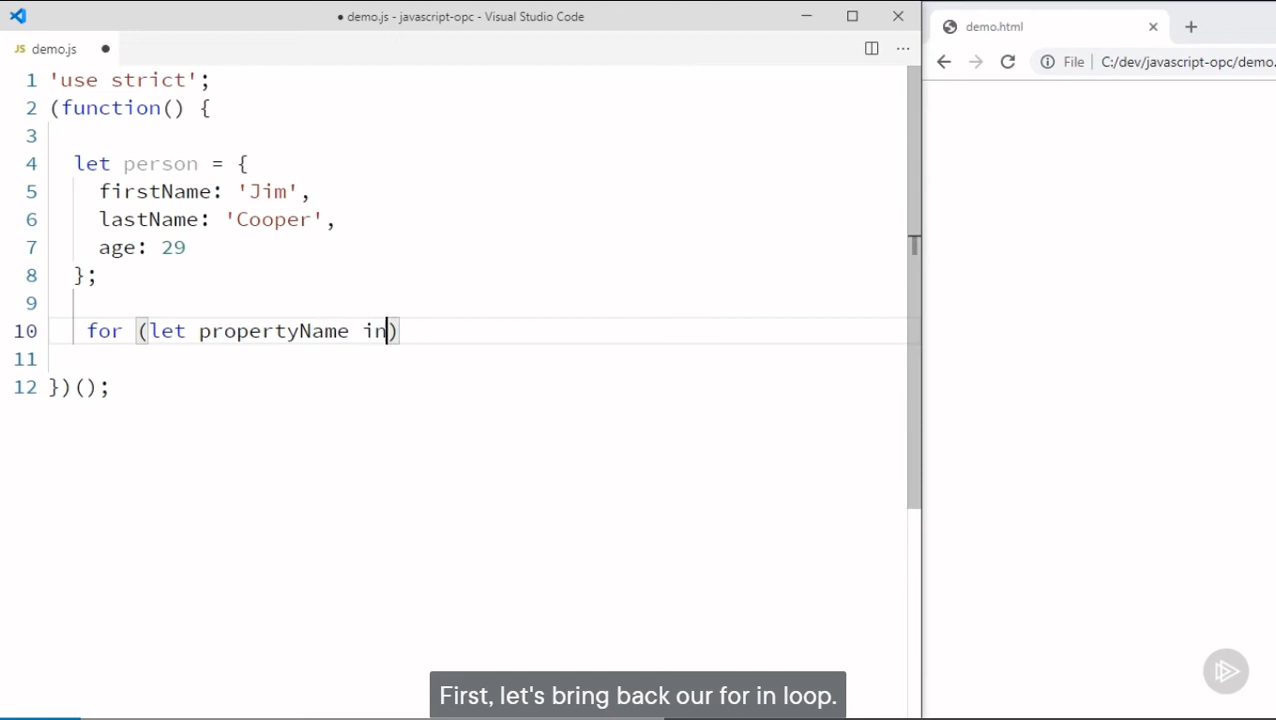 ● demo.js - javascript-opc - Visual Studio Code
JS demo.js ●
1 'use strict';
2 (function() {
3
4 let person = {
5 firstName: 'Jim',
6 lastName: 'Cooper',
7 age: 29
8 };
9
10 for (let propertyName in)
11
12 })();
demo.html
File C:/dev/javascript-opc/demo.
First, let's bring back our for in loop.